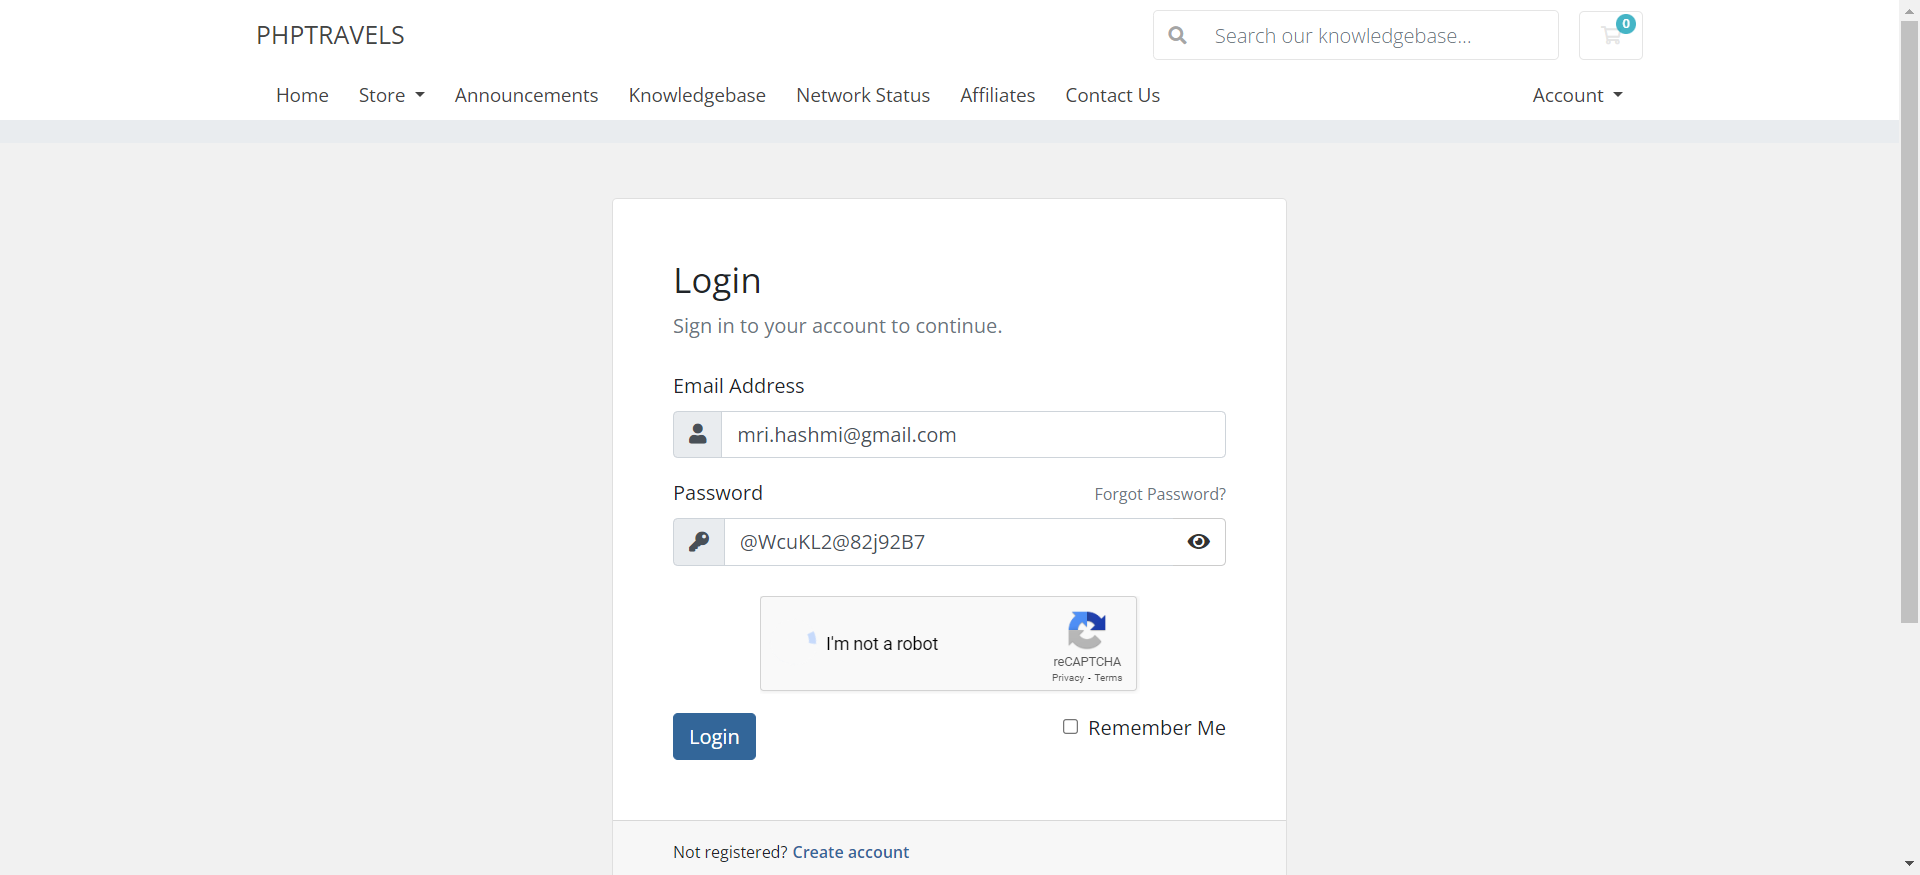 PHPTRAVELS
Search our knowledgebase...
0
Home Store Announcements Knowledgebase Network Status Affiliates Contact Us Account
Login
Sign in to your account to continue.
Email Address
mri.hashmi@gmail.com
Password Forgot Password?
@WcuKL2@82j92B7
I'm not a robot
reCAPTCHA
Privacy - Terms
Login
Remember Me
Not registered? Create account